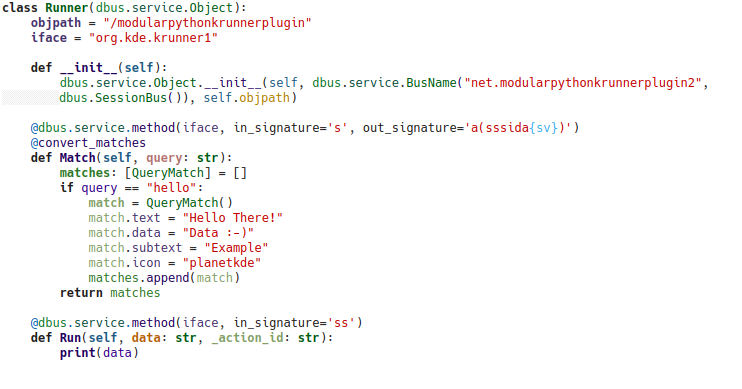 class Runner(dbus.service.Object):
    objpath = "/modularpythonkrunnerplugin"
    iface = "org.kde.krunner1"

    def __init__(self):
        dbus.service.Object.__init__(self, dbus.service.BusName("net.modularpythonkrunnerplugin2",
        dbus.SessionBus()), self.objpath)

    @dbus.service.method(iface, in_signature='s', out_signature='a(sssida{sv})')
    @convert_matches
    def Match(self, query: str):
        matches: [QueryMatch] = []
        if query == "hello":
            match = QueryMatch()
            match.text = "Hello There!"
            match.data = "Data :-)"
            match.subtext = "Example"
            match.icon = "planetkde"
            matches.append(match)
        return matches

    @dbus.service.method(iface, in_signature='ss')
    def Run(self, data: str, _action_id: str):
        print(data)